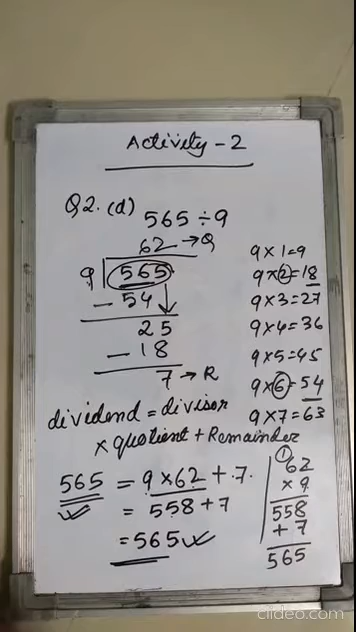 Activity - 2
Q2. (d) 565 ÷ 9
62 → Q
9 565
- 54
25
- 18
7 → R
9 × 1 = 9
9 × 2 = 18
9 × 3 = 27
9 × 4 = 36
9 × 5 = 45
9 × 6 = 54
9 × 7 = 63
dividend = divisor
× quotient + Remainder
565 = 9 × 62 + 7.
= 558 + 7
= 565
1
62
× 9
558
+ 7
565
clideo.com